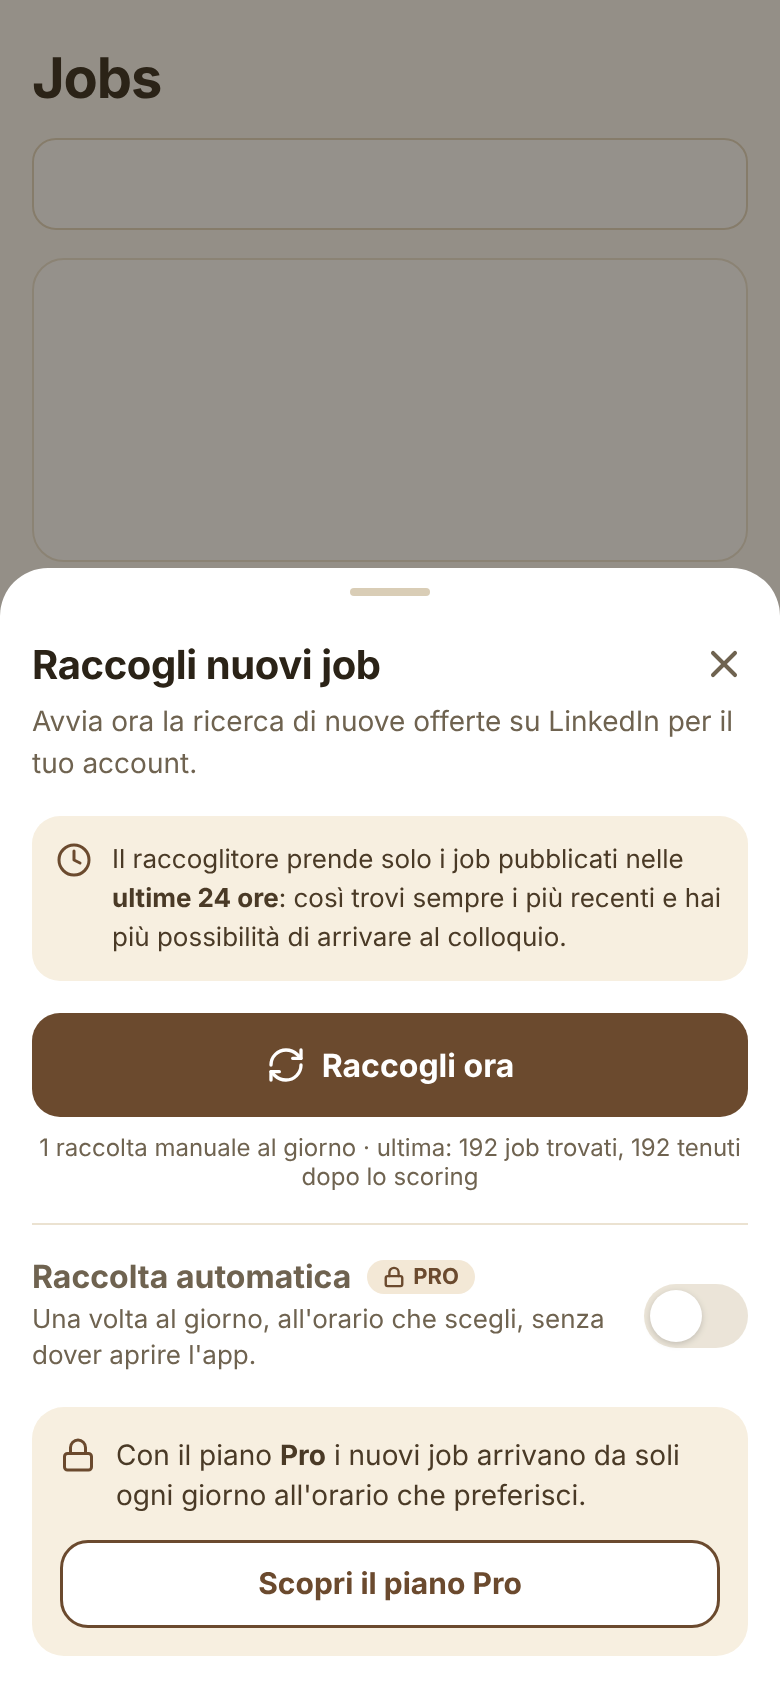 Jobs
Raccogli nuovi job
Avvia ora la ricerca di nuove offerte su LinkedIn per il
tuo account.
Il raccoglitore prende solo i job pubblicati nelle
ultime 24 ore: così trovi sempre i più recenti e hai
più possibilità di arrivare al colloquio.
Raccogli ora
1 raccolta manuale al giorno · ultima: 192 job trovati, 192 tenuti
dopo lo scoring
Raccolta automatica PRO
Una volta al giorno, all'orario che scegli, senza
dover aprire l'app.
Con il piano Pro i nuovi job arrivano da soli
ogni giorno all'orario che preferisci.
Scopri il piano Pro